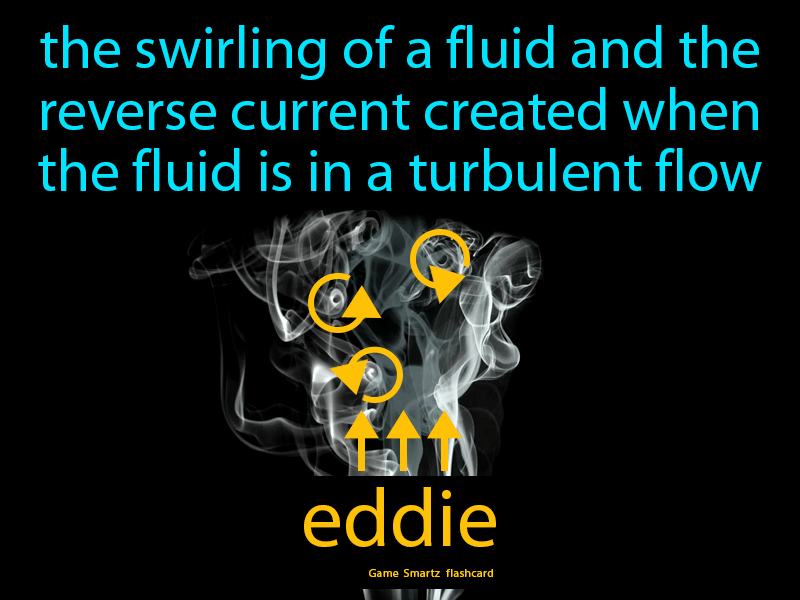 the swirling of a fluid and the
reverse current created when
the fluid is in a turbulent flow
eddie
Game Smartz flashcard